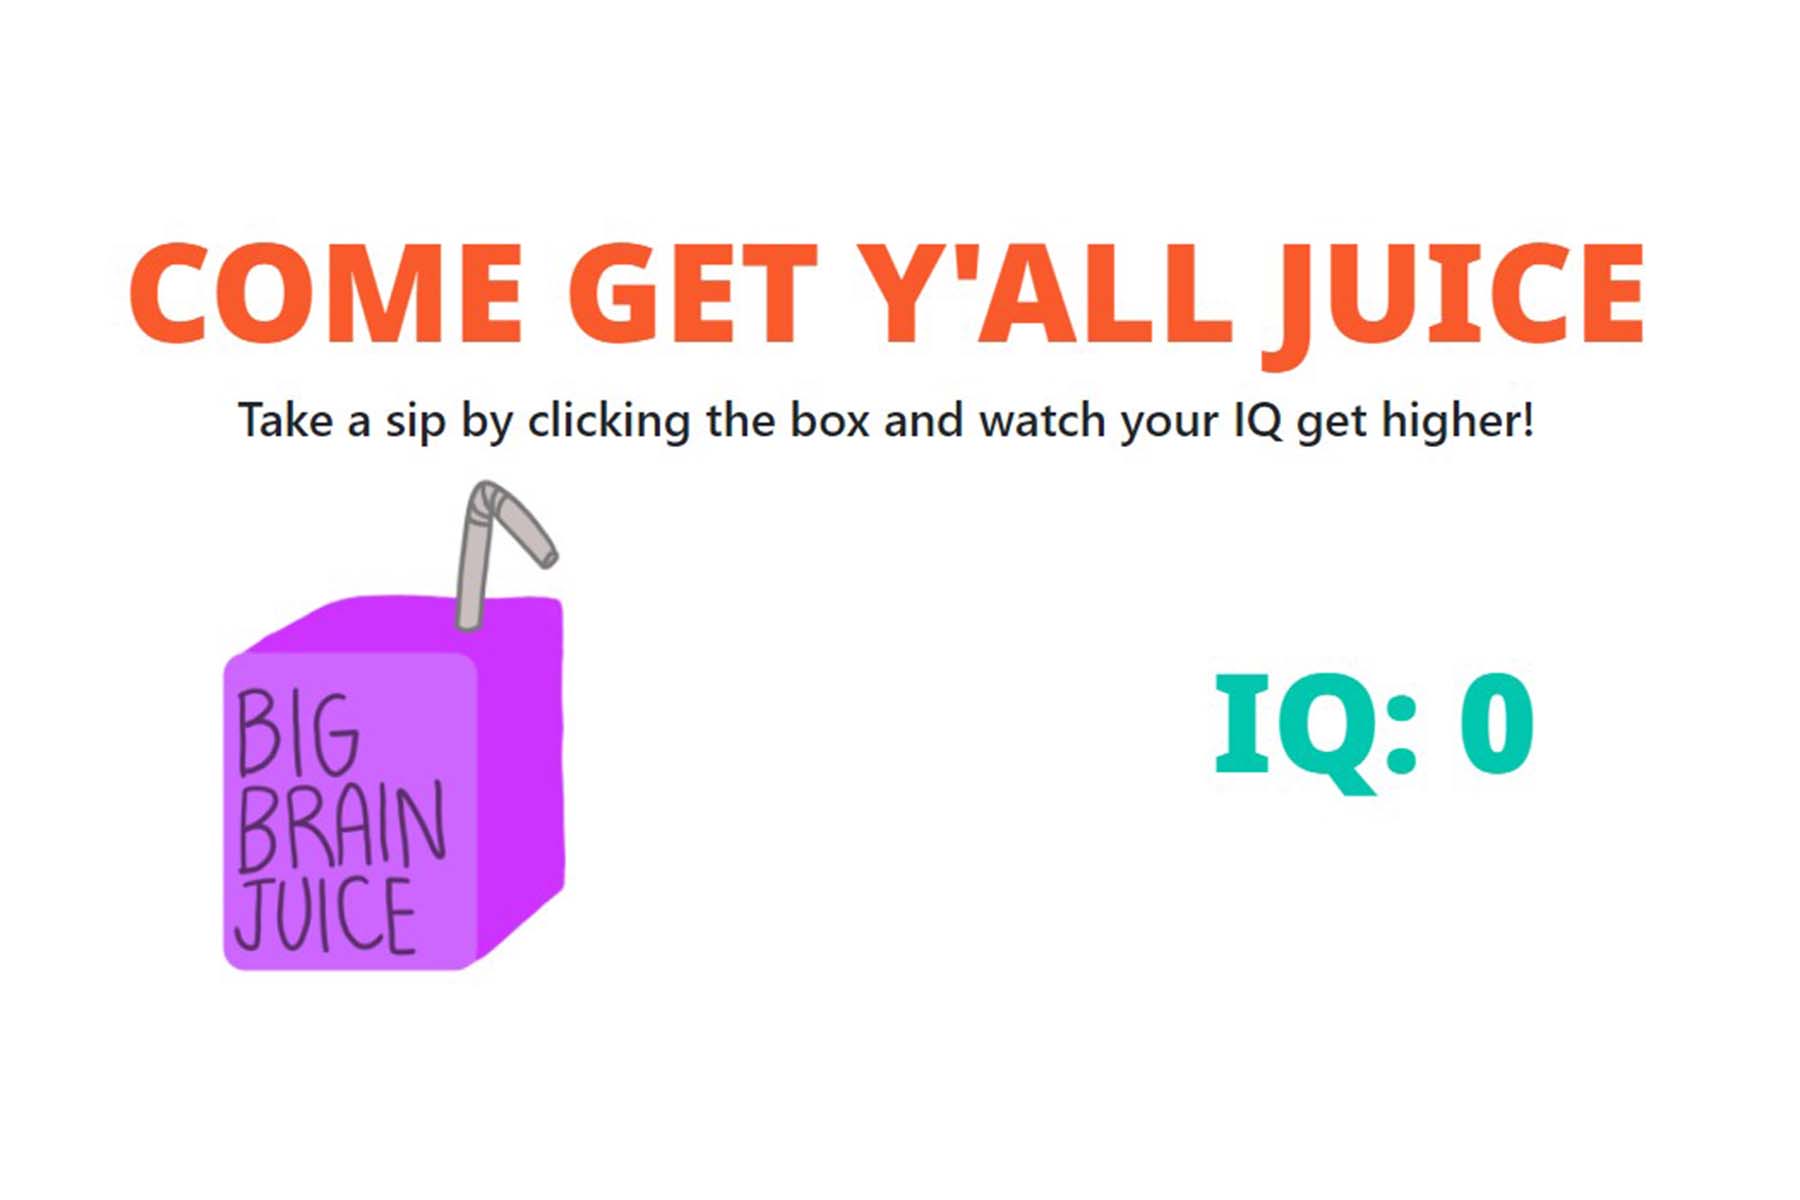 COME GET Y'ALL JUICE
Take a sip by clicking the box and watch your IQ get higher!
BIG
BRAIN
JUICE
IQ: 0